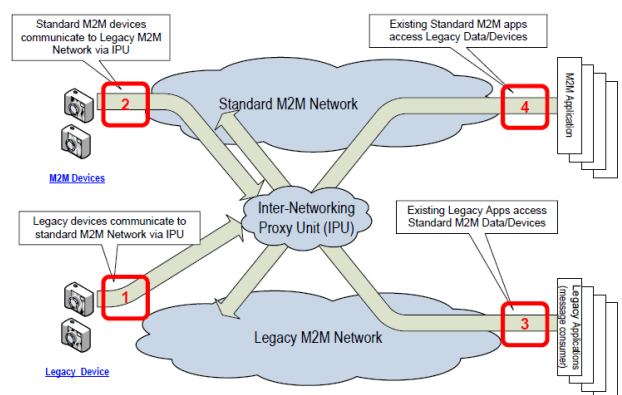 Standard M2M devices
communicate to Legacy M2M
Network via IPU
Existing Standard M2M apps
access Legacy Data/Devices
2
Standard M2M Network
4
M2M Application
M2M Devices
Inter-Networking
Proxy Unit (IPU)
Legacy devices communicate to
standard M2M Network via IPU
Existing Legacy Apps access
Standard M2M Data/Devices
1
3
Legacy M2M Network
Legacy Applications
(message consumer)
Legacy Device